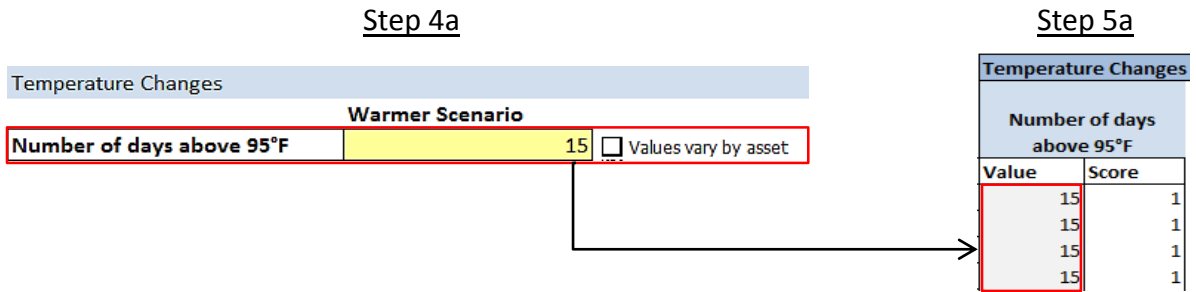 Step 4a
Temperature Changes
Warmer Scenario
Number of days above 95°F 15 Values vary by asset
Step 5a
Temperature Changes
Number of days
above 95°F
Value Score
15 1
15 1
15 1
15 1